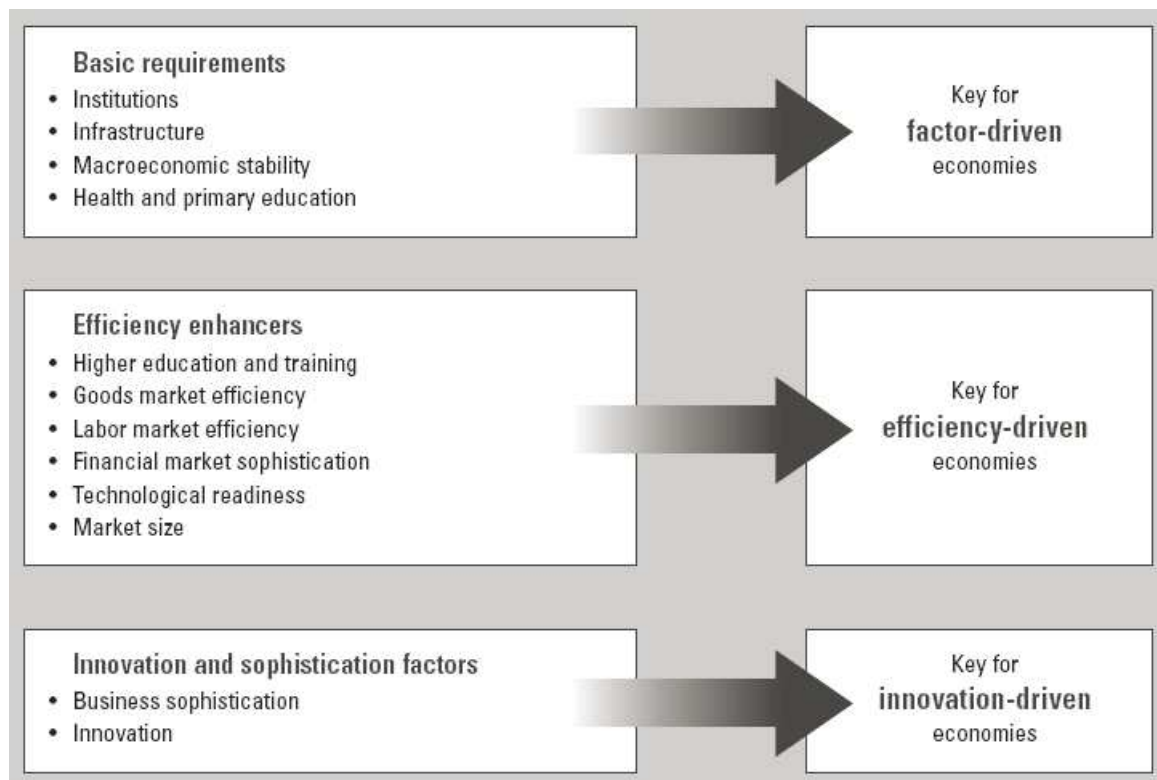 Basic requirements
• Institutions
• Infrastructure
• Macroeconomic stability
• Health and primary education
Key for
factor-driven
economies
Efficiency enhancers
• Higher education and training
• Goods market efficiency
• Labor market efficiency
• Financial market sophistication
• Technological readiness
• Market size
Key for
efficiency-driven
economies
Innovation and sophistication factors
• Business sophistication
• Innovation
Key for
innovation-driven
economies